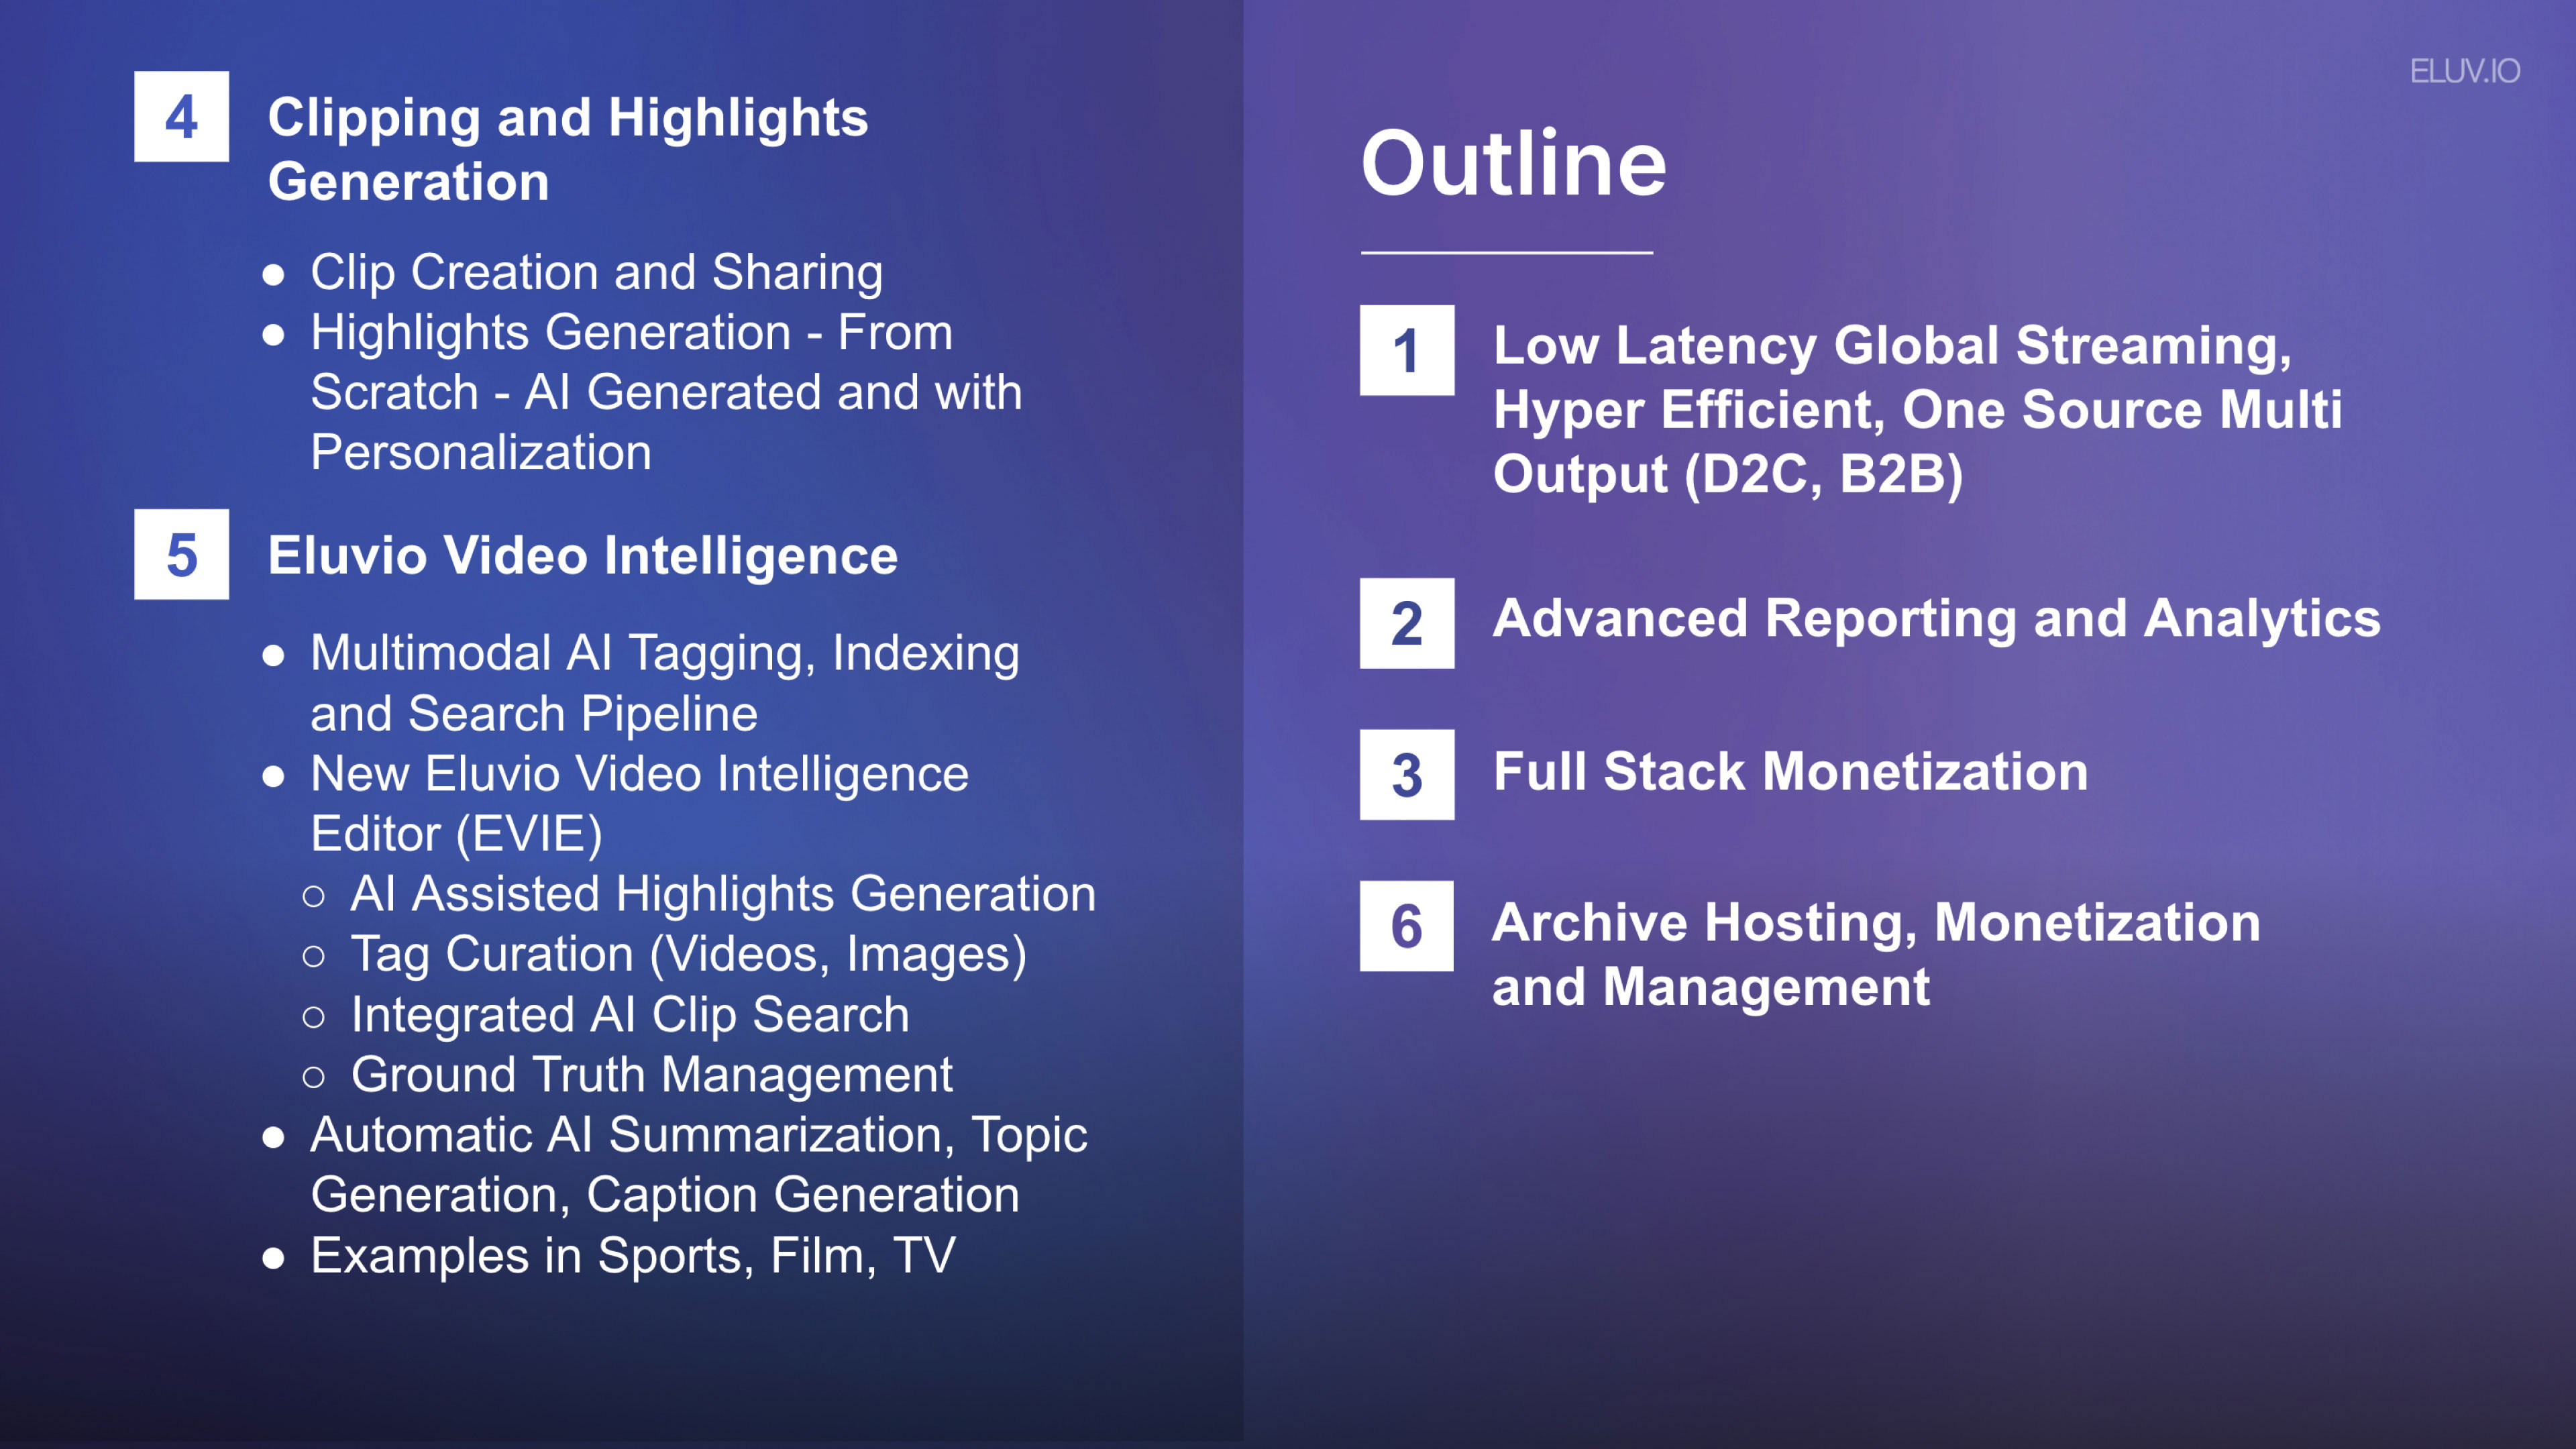 4
Clipping and Highlights
Generation
● Clip Creation and Sharing
● Highlights Generation - From
Scratch - AI Generated and with
Personalization
5
Eluvio Video Intelligence
● Multimodal AI Tagging, Indexing
and Search Pipeline
● New Eluvio Video Intelligence
Editor (EVIE)
○ AI Assisted Highlights Generation
○ Tag Curation (Videos, Images)
○ Integrated AI Clip Search
○ Ground Truth Management
● Automatic AI Summarization, Topic
Generation, Caption Generation
● Examples in Sports, Film, TV
ELUV.IO
Outline
1
Low Latency Global Streaming,
Hyper Efficient, One Source Multi
Output (D2C, B2B)
2
Advanced Reporting and Analytics
3
Full Stack Monetization
6
Archive Hosting, Monetization
and Management